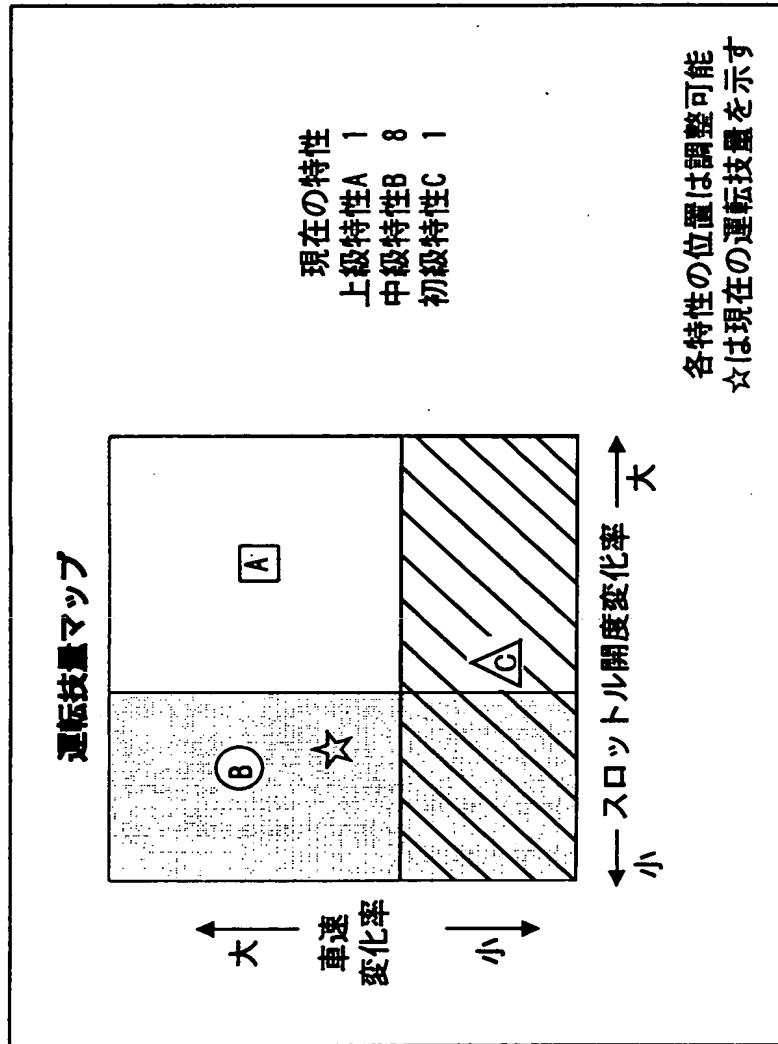 運転技量マップ
大
車速
変化率
小
B
A
C
小
スロットル開度変化率
大
現在の特性
上級特性A 1
中級特性B 8
初級特性C 1
各特性の位置は調整可能
☆は現在の運転技量を示す